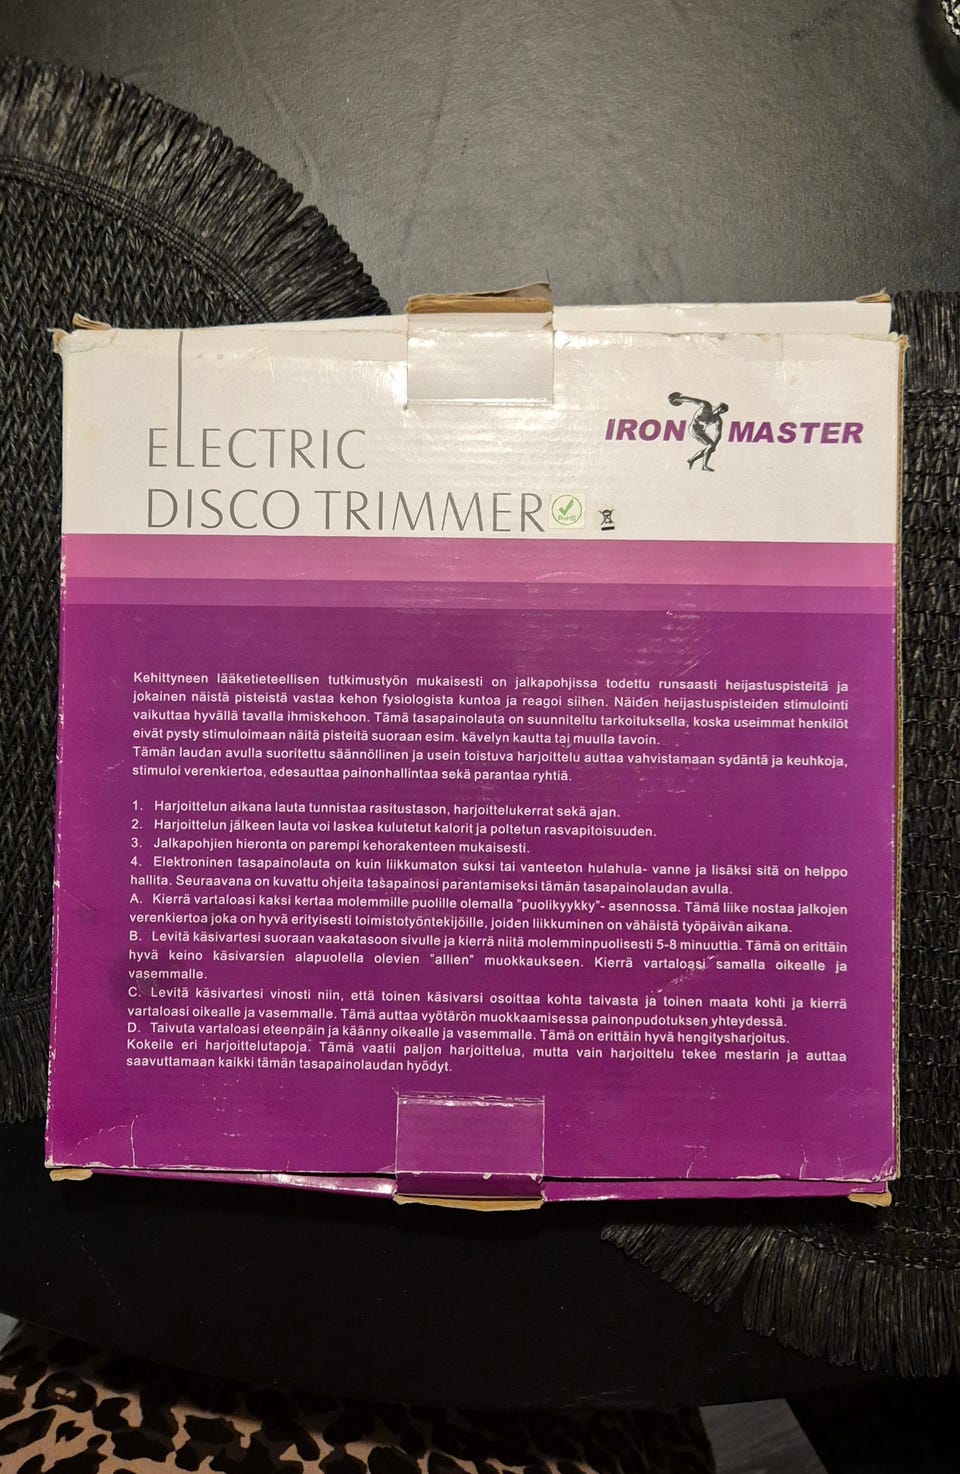 ELECTRIC
DISCO TRIMMER
RoHS
IRON MASTER
Kehittyneen lääketieteellisen tutkimustyön mukaisesti on jalkapohjissa todettu runsaasti heijastuspisteitä ja
jokainen näistä pisteistä vastaa kehon fysiologista kuntoa ja reagoi siihen. Näiden heijastuspisteiden stimulointi
vaikuttaa hyvällä tavalla ihmiskehoon. Tämä tasapainolauta on suunniteltu tarkoituksella, koska useimmat henkilöt
eivät pysty stimuloimaan näitä pisteitä suoraan esim. kävelyn kautta tai muulla tavoin.
Tämän laudan avulla suoritettu säännöllinen ja usein toistuva harjoittelu auttaa vahvistamaan sydäntä ja keuhkoja,
stimuloi verenkiertoa, edesauttaa painonhallintaa sekä parantaa ryhtiä.
1. Harjoittelun aikana lauta tunnistaa rasitustason, harjoittelukerrat sekä ajan.
2. Harjoittelun jälkeen lauta voi laskea kulutetut kalorit ja poltetun rasvapitoisuuden.
3. Jalkapohjien hieronta on parempi kehorakenteen mukaisesti.
4. Elektroninen tasapainolauta on kuin liikkumaton suksi tai vanteeton hulahula- vanne ja lisäksi sitä on helppo
hallita. Seuraavana on kuvattu ohjeita tasapainosi parantamiseksi tämän tasapainolaudan avulla.
A. Kierrä vartaloasi kaksi kertaa molemmille puolille olemalla "puolikyykky"- asennossa. Tämä liike nostaa jalkojen
verenkiertoa joka on hyvä erityisesti toimistotyöntekijöille, joiden liikkuminen on vähäistä työpäivän aikana.
B. Levitä käsivartesi suoraan vaakatasoon sivulle ja kierrä niitä molemminpuolisesti 5-8 minuuttia. Tämä on erittäin
hyvä keino käsivarsien alapuolella olevien "allien" muokkaukseen. Kierrä vartaloasi samalla oikealle ja
vasemmalle.
C. Levitä käsivartesi vinosti niin, että toinen käsivarsi osoittaa kohta taivasta ja toinen maata kohti ja kierrä
vartaloasi oikealle ja vasemmalle. Tämä auttaa vyötärön muokkaamisessa painonpudotuksen yhteydessä.
D. Taivuta vartaloasi eteenpäin ja käänny oikealle ja vasemmalle. Tämä on erittäin hyvä hengitysharjoitus.
Kokeile eri harjoittelutapoja. Tämä vaatii paljon harjoittelua, mutta vain harjoittelu tekee mestarin ja auttaa
saavuttamaan kaikki tämän tasapainolaudan hyödyt.